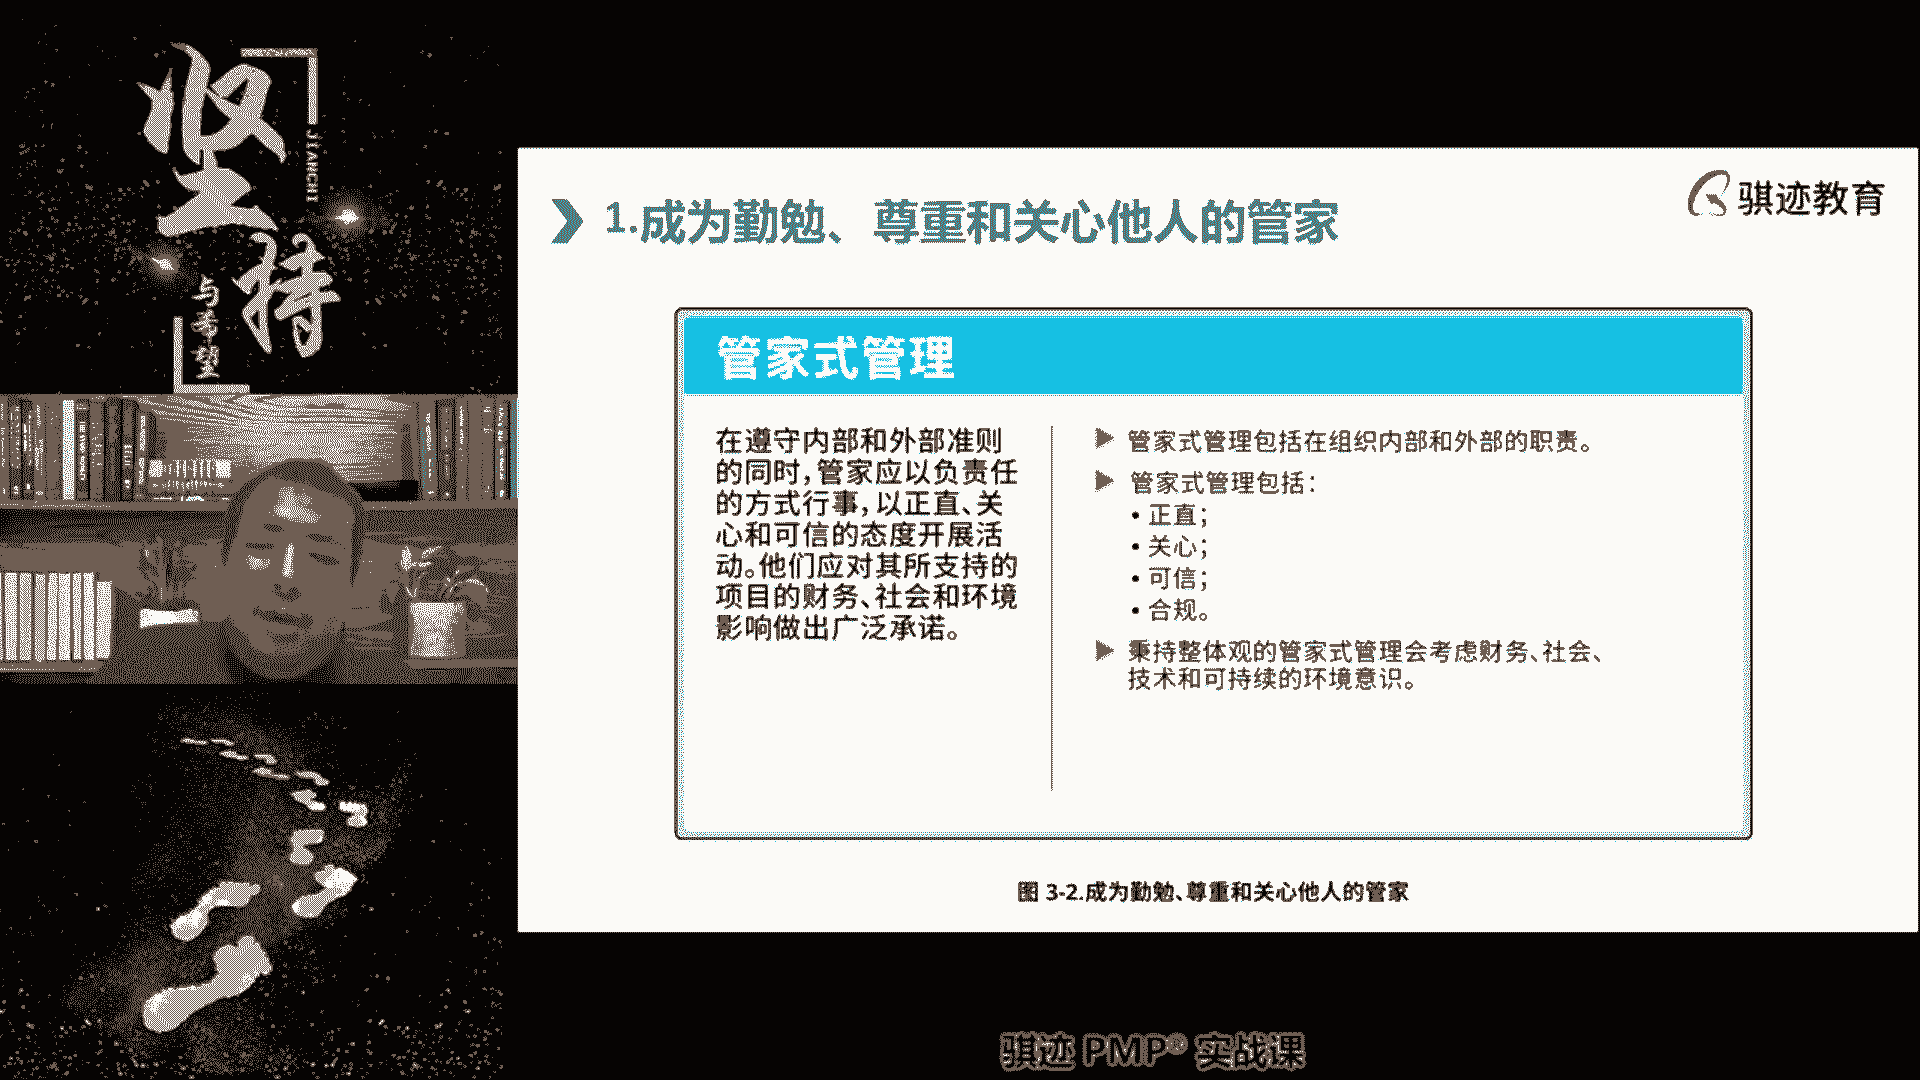 坚持
JIANCHI
与希望
骐迹教育
1.成为勤勉、尊重和关心他人的管家
管家式管理
在遵守内部和外部准则
的同时，管家应以负责任
的方式行事，以正直、关
心和可信的态度开展活
动。他们应对其所支持的
项目的财务、社会和环境
影响做出广泛承诺。
管家式管理包括在组织内部和外部的职责。
管家式管理包括：
• 正直；
• 关心；
• 可信；
• 合规。
秉持整体观的管家式管理会考虑财务、社会、
技术和可持续的环境意识。
图 3-2.成为勤勉、尊重和关心他人的管家
骐迹 PMP® 实战课